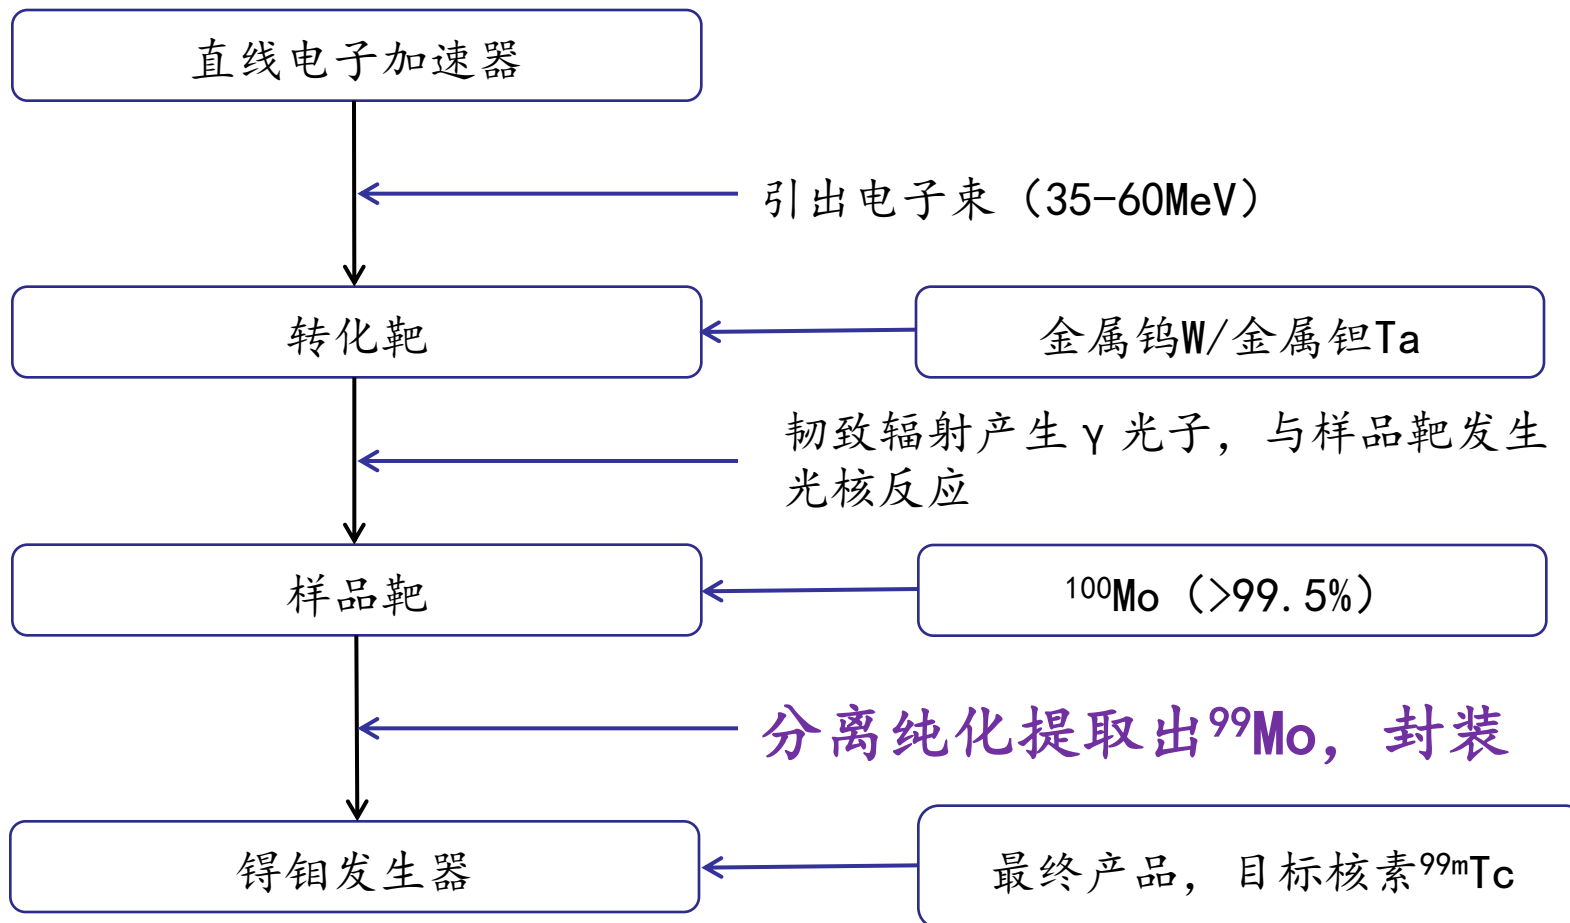 直线电子加速器
引出电子束（35-60MeV）
转化靶
金属钨W/金属钽Ta
韧致辐射产生γ光子，与样品靶发生
光核反应
样品靶
¹⁰⁰Mo（>99.5%）
分离纯化提取出⁹⁹Mo，封装
锝钼发生器
最终产品，目标核素⁹⁹ᵐTc